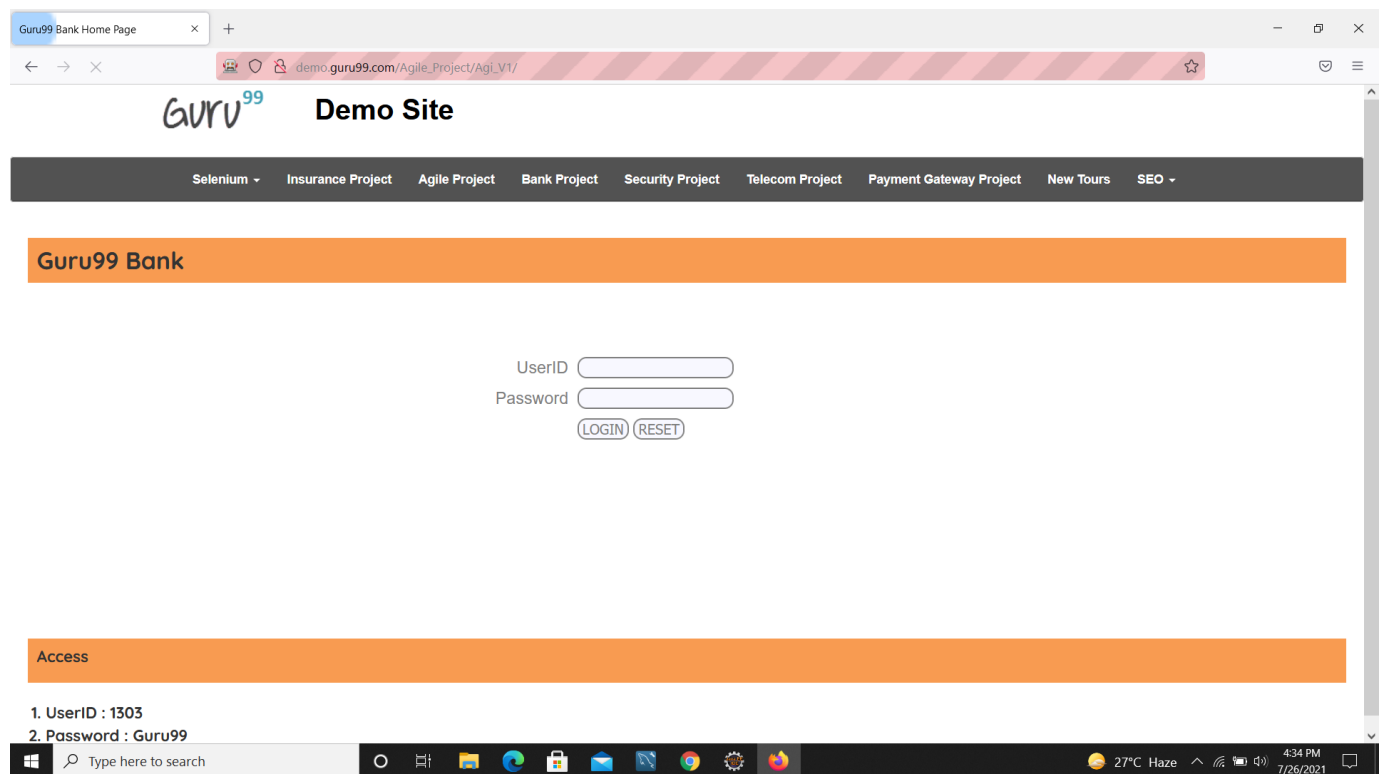 Guru99 Bank Home Page
demo.guru99.com/Agile_Project/Agi_V1/
Guru99 Demo Site
Selenium Insurance Project Agile Project Bank Project Security Project Telecom Project Payment Gateway Project New Tours SEO
Guru99 Bank
UserID
Password
LOGIN RESET
Access
1. UserID : 1303
2. Password : Guru99
Type here to search
27°C Haze
4:34 PM
7/26/2021